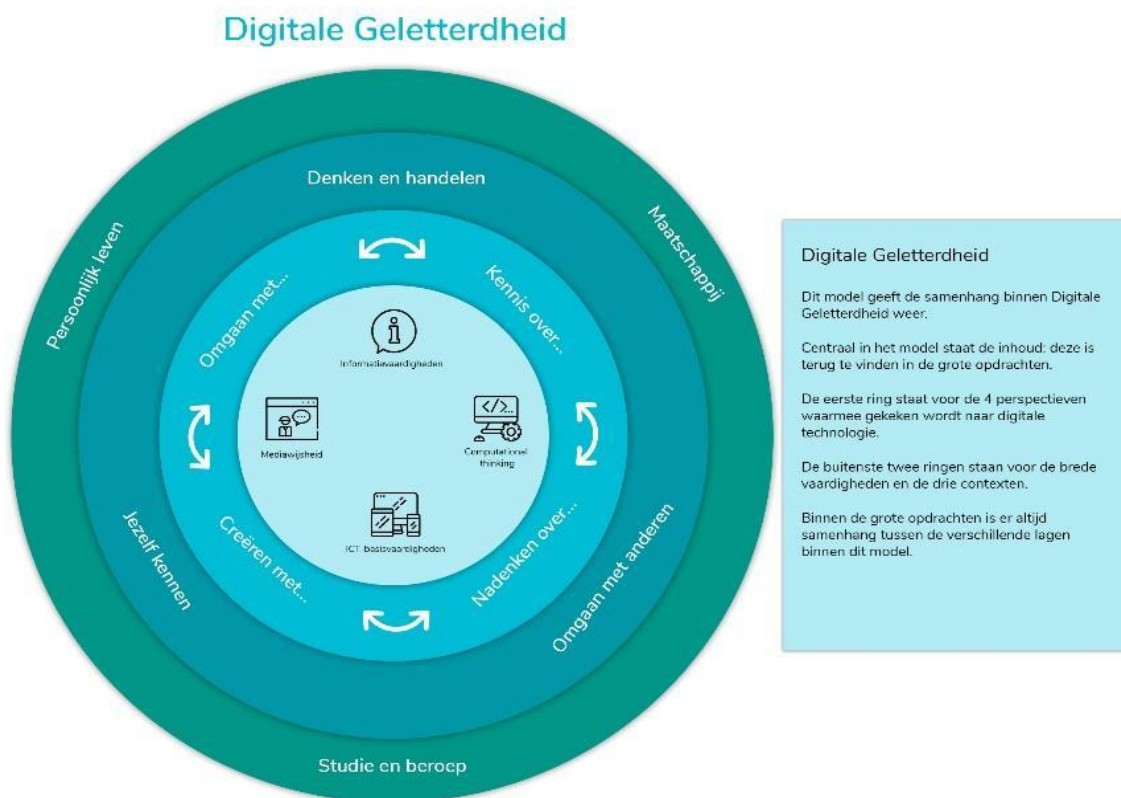 Digitale Geletterdheid
Denken en handelen
Persoonlijk leven
Maatschappij
Omgaan met...
Kennis over...
Informatievaardigheden
</>...
Mediawijsheid
Computational
thinking
ICT-basisvaardigheden
Creëren met...
Nadenken over...
Jezelf kennen
Omgaan met anderen
Studie en beroep
Digitale Geletterdheid
Dit model geeft de samenhang binnen Digitale
Geletterdheid weer.
Centraal in het model staat de inhoud: deze is
terug te vinden in de grote opdrachten.
De eerste ring staat voor de 4 perspectieven
waarmee gekeken wordt naar digitale
technologie.
De buitenste twee ringen staan voor de brede
vaardigheden en de drie contexten.
Binnen de grote opdrachten is er altijd
samenhang tussen de verschillende lagen
binnen dit model.